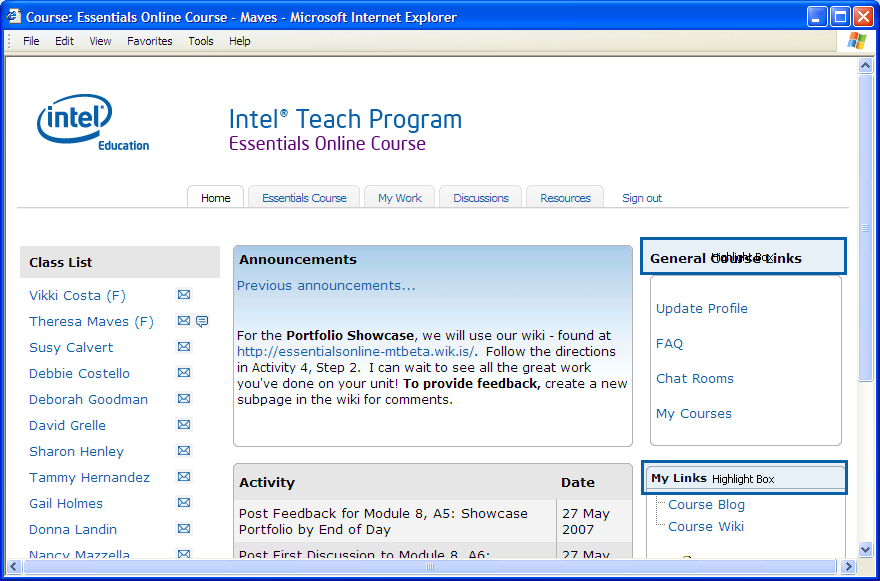 Course: Essentials Online Course - Maves - Microsoft Internet Explorer
File Edit View Favorites Tools Help
intel®
Education
Intel® Teach Program
Essentials Online Course
Home Essentials Course My Work Discussions Resources Sign out
Class List
Vikki Costa (F)
Theresa Maves (F)
Susy Calvert
Debbie Costello
Deborah Goodman
David Grelle
Sharon Henley
Tammy Hernandez
Gail Holmes
Donna Landin
Nancy Mazzella
Announcements
Previous announcements...
For the Portfolio Showcase, we will use our wiki - found at
http://essentialsonline-mtbeta.wik.is/. Follow the directions
in Activity 4, Step 2. I can wait to see all the great work
you've done on your unit! To provide feedback, create a new
subpage in the wiki for comments.
Activity Date
Post Feedback for Module 8, A5: Showcase 27 May
Portfolio by End of Day 2007
Post First Discussion to Module 8, A6: 27 May
General Course Links
Highlight Box
Update Profile
FAQ
Chat Rooms
My Courses
My Links Highlight Box
Course Blog
Course Wiki